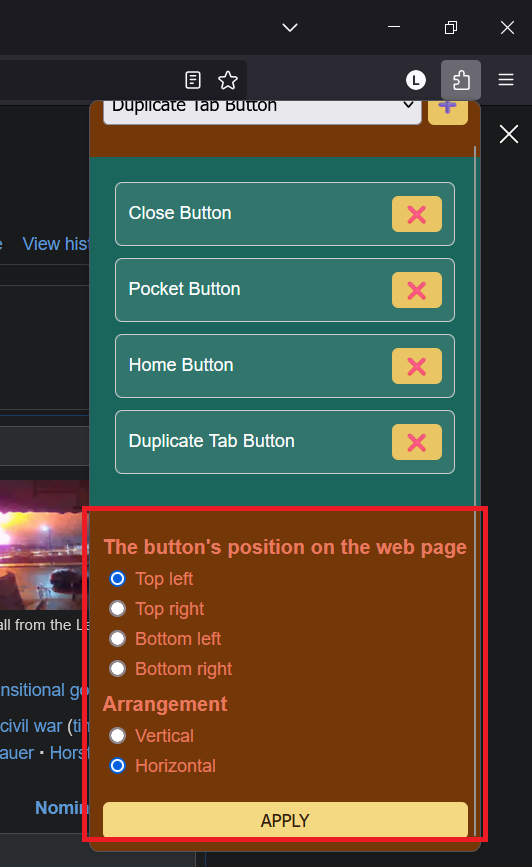 L
Duplicate Tab Button
View hist
Close Button
Pocket Button
Home Button
Duplicate Tab Button
The button's position on the web page
Top left
Top right
all from the Le
Bottom left
Bottom right
nsitional go
Arrangement
civil war (tin
Vertical
auer · Horst
Horizontal
Nomin
APPLY